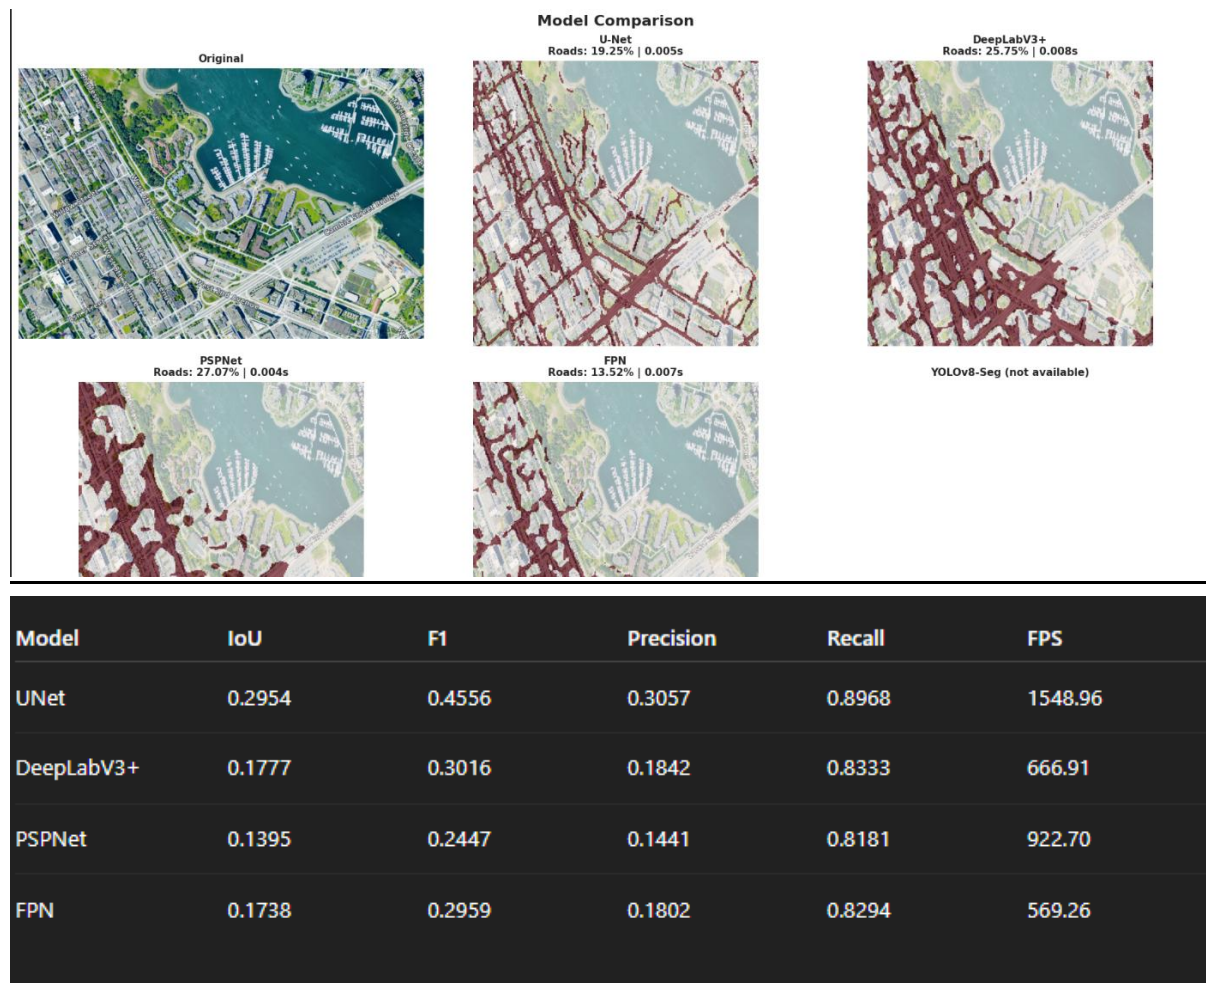 Model Comparison
Original
U-Net
Roads: 19.25% | 0.005s
DeepLabV3+
Roads: 25.75% | 0.008s
PSPNet
Roads: 27.07% | 0.004s
FPN
Roads: 13.52% | 0.007s
YOLOv8-Seg (not available)
Model IoU F1 Precision Recall FPS
UNet 0.2954 0.4556 0.3057 0.8968 1548.96
DeepLabV3+ 0.1777 0.3016 0.1842 0.8333 666.91
PSPNet 0.1395 0.2447 0.1441 0.8181 922.70
FPN 0.1738 0.2959 0.1802 0.8294 569.26